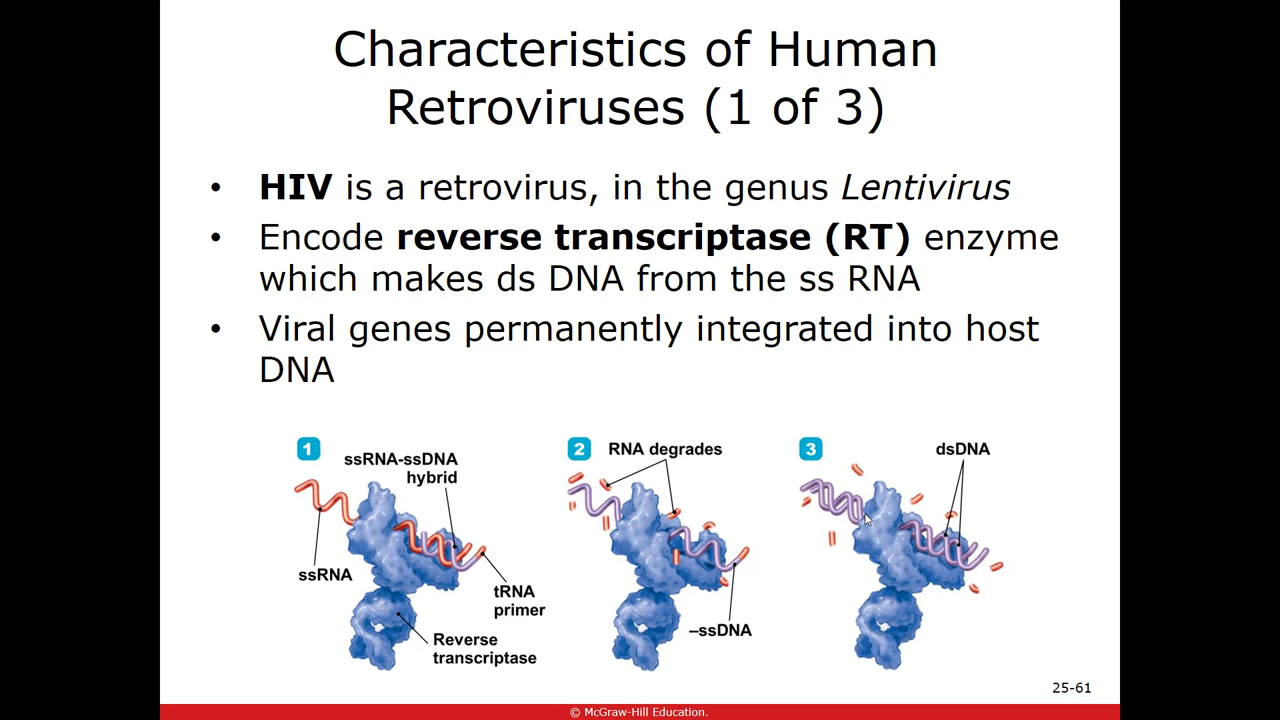 Characteristics of Human
Retroviruses (1 of 3)
• HIV is a retrovirus, in the genus Lentivirus
• Encode reverse transcriptase (RT) enzyme
which makes ds DNA from the ss RNA
• Viral genes permanently integrated into host
DNA
1
ssRNA-ssDNA
hybrid
ssRNA
tRNA
primer
Reverse
transcriptase
2
RNA degrades
–ssDNA
3
dsDNA
25-61
© McGraw-Hill Education.